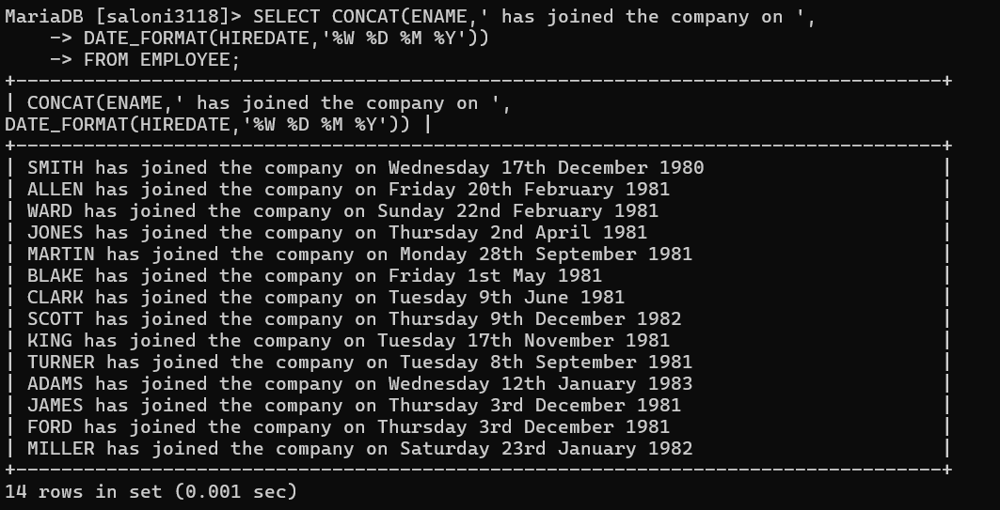 MariaDB [saloni3118]> SELECT CONCAT(ENAME,' has joined the company on ',
    -> DATE_FORMAT(HIREDATE,'%W %D %M %Y'))
    -> FROM EMPLOYEE;
+----------------------------------------------------------------------------------+
| CONCAT(ENAME,' has joined the company on ',
DATE_FORMAT(HIREDATE,'%W %D %M %Y')) |
+----------------------------------------------------------------------------------+
| SMITH has joined the company on Wednesday 17th December 1980                     |
| ALLEN has joined the company on Friday 20th February 1981                        |
| WARD has joined the company on Sunday 22nd February 1981                         |
| JONES has joined the company on Thursday 2nd April 1981                          |
| MARTIN has joined the company on Monday 28th September 1981                      |
| BLAKE has joined the company on Friday 1st May 1981                              |
| CLARK has joined the company on Tuesday 9th June 1981                            |
| SCOTT has joined the company on Thursday 9th December 1982                       |
| KING has joined the company on Tuesday 17th November 1981                        |
| TURNER has joined the company on Tuesday 8th September 1981                      |
| ADAMS has joined the company on Wednesday 12th January 1983                      |
| JAMES has joined the company on Thursday 3rd December 1981                       |
| FORD has joined the company on Thursday 3rd December 1981                        |
| MILLER has joined the company on Saturday 23rd January 1982                      |
+----------------------------------------------------------------------------------+
14 rows in set (0.001 sec)